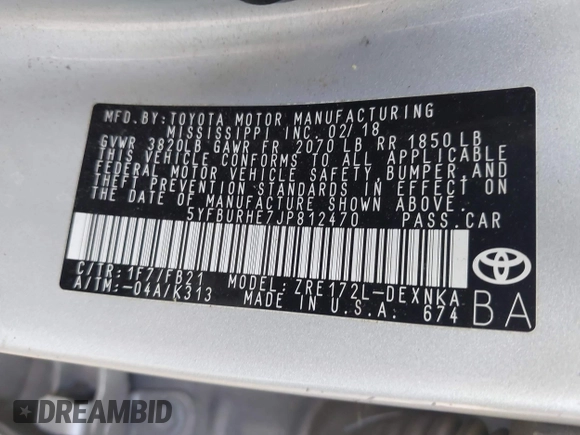 MFD.BY: TOYOTA MOTOR MANUFACTURING
MISSISSIPPI INC. 02/18
GVWR 3820LB GAWR FR 2070 LB RR 1850 LB
THIS VEHICLE CONFORMS TO ALL APPLICABLE
FEDERAL MOTOR VEHICLE SAFETY, BUMPER, AND
THEFT PREVENTION STANDARDS IN EFFECT ON
THE DATE OF MANUFACTURE SHOWN ABOVE.
5YFBURHE7JP812470 PASS.CAR
C/TR: 1F7/FB21 MODEL: ZRE172L-DEXNKA
A/TM: -04A/K313 MADE IN U.S.A. 674
BA
DREAMBID